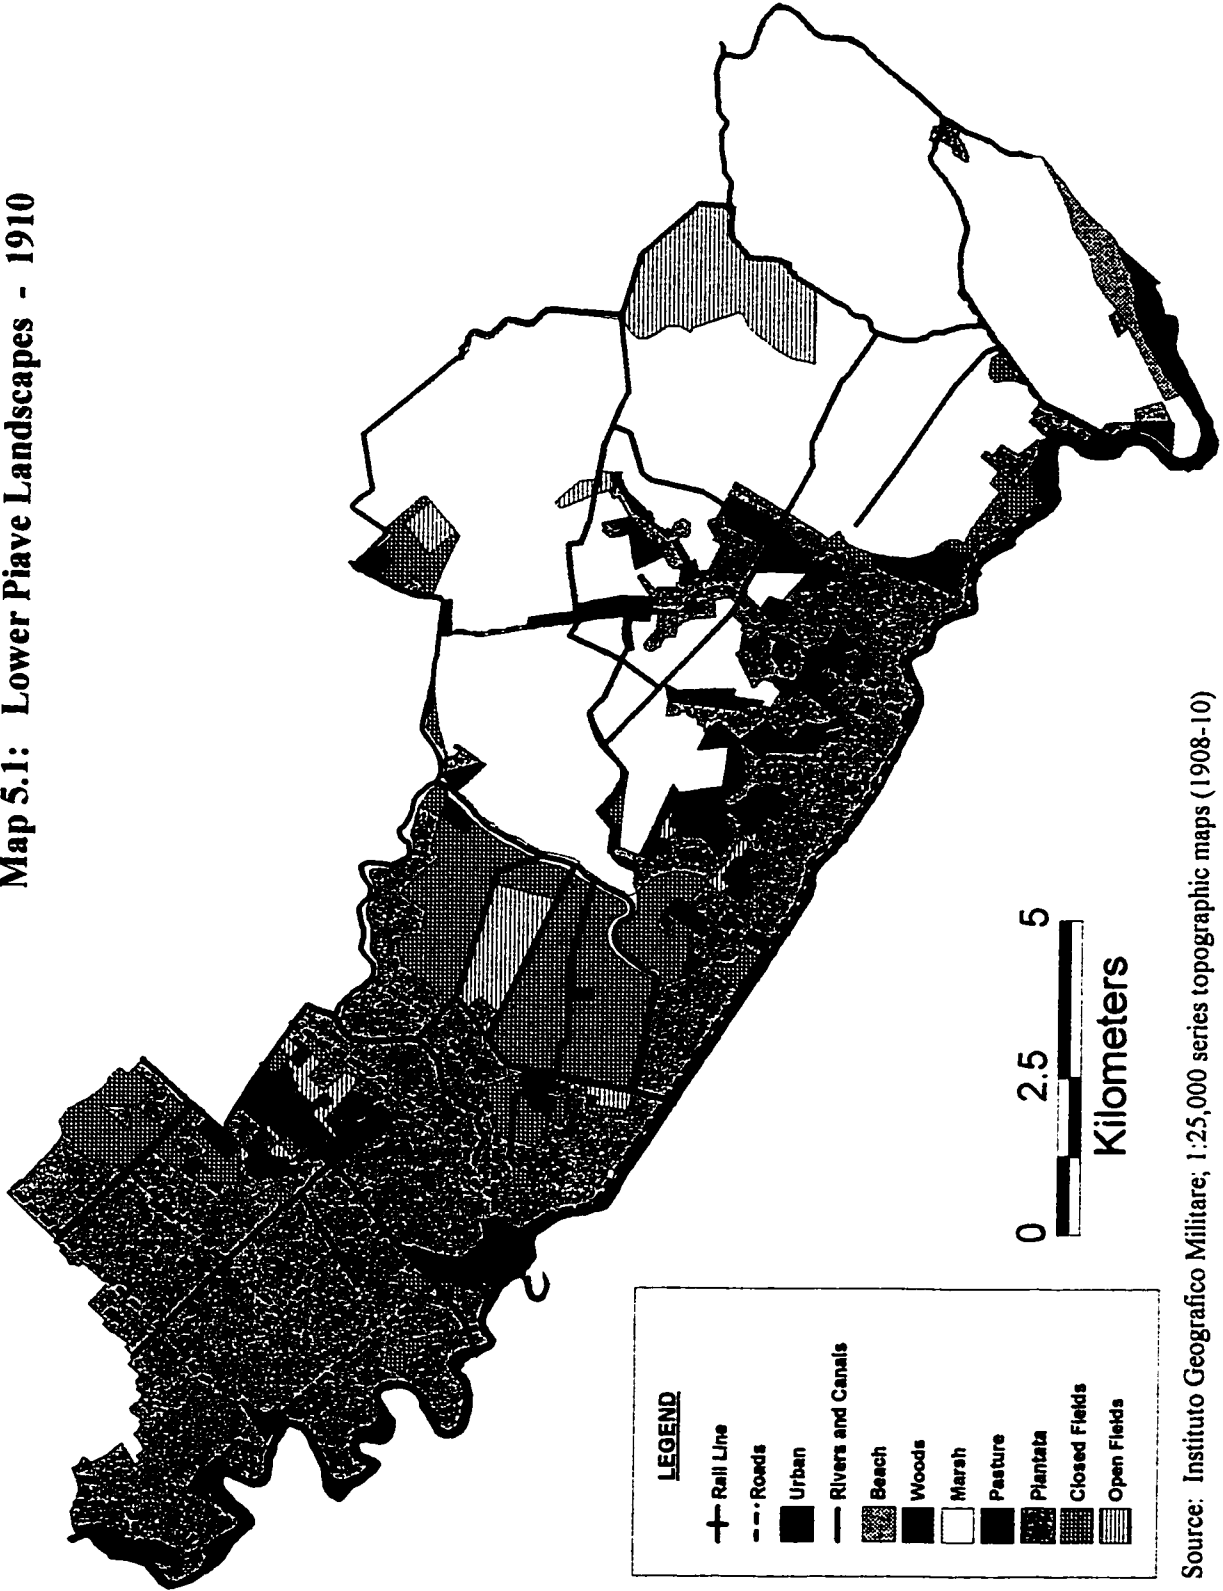 Map 5.1: Lower Piave Landscapes - 1910
LEGEND
Rail Line
Roads
Urban
Rivers and Canals
Beach
Woods
Marsh
Pasture
Plantata
Closed Fields
Open Fields
0 2.5 5
Kilometers
Source: Instituto Geografico Militare; 1:25,000 series topographic maps (1908-10)